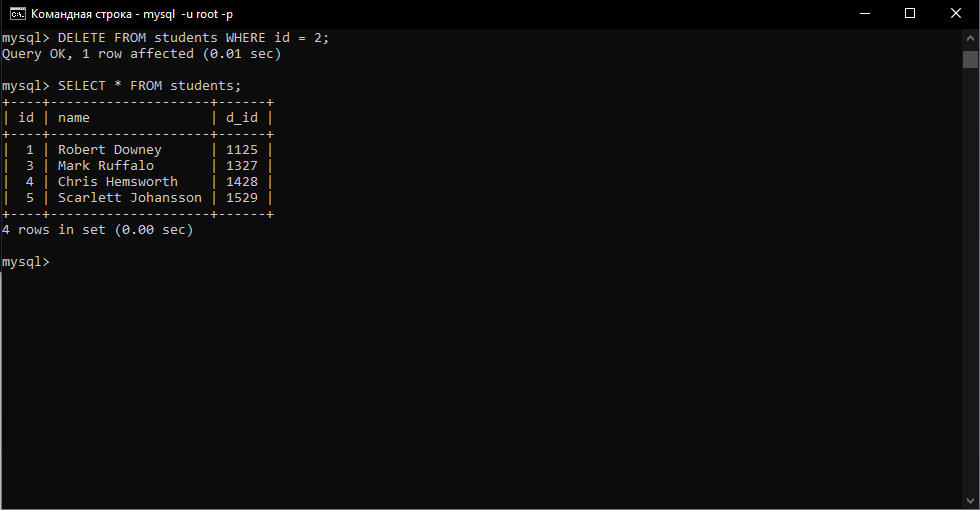 Командная строка - mysql -u root -p
mysql> DELETE FROM students WHERE id = 2;
Query OK, 1 row affected (0.01 sec)
mysql> SELECT * FROM students;
+----+--------------------+------+
| id | name               | d_id |
+----+--------------------+------+
|  1 | Robert Downey      | 1125 |
|  3 | Mark Ruffalo       | 1327 |
|  4 | Chris Hemsworth    | 1428 |
|  5 | Scarlett Johansson | 1529 |
+----+--------------------+------+
4 rows in set (0.00 sec)
mysql>